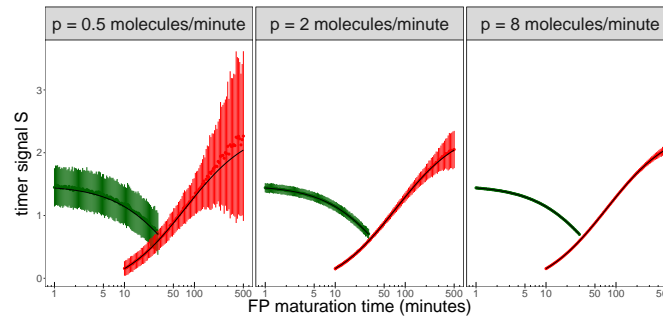 p = 0.5 molecules/minute
p = 2 molecules/minute
p = 8 molecules/minute
timer signal S
3
2
1
0
1 5 10 50 100 500
1 5 10 50 100 500
1 5 10 50 100 500
FP maturation time (minutes)